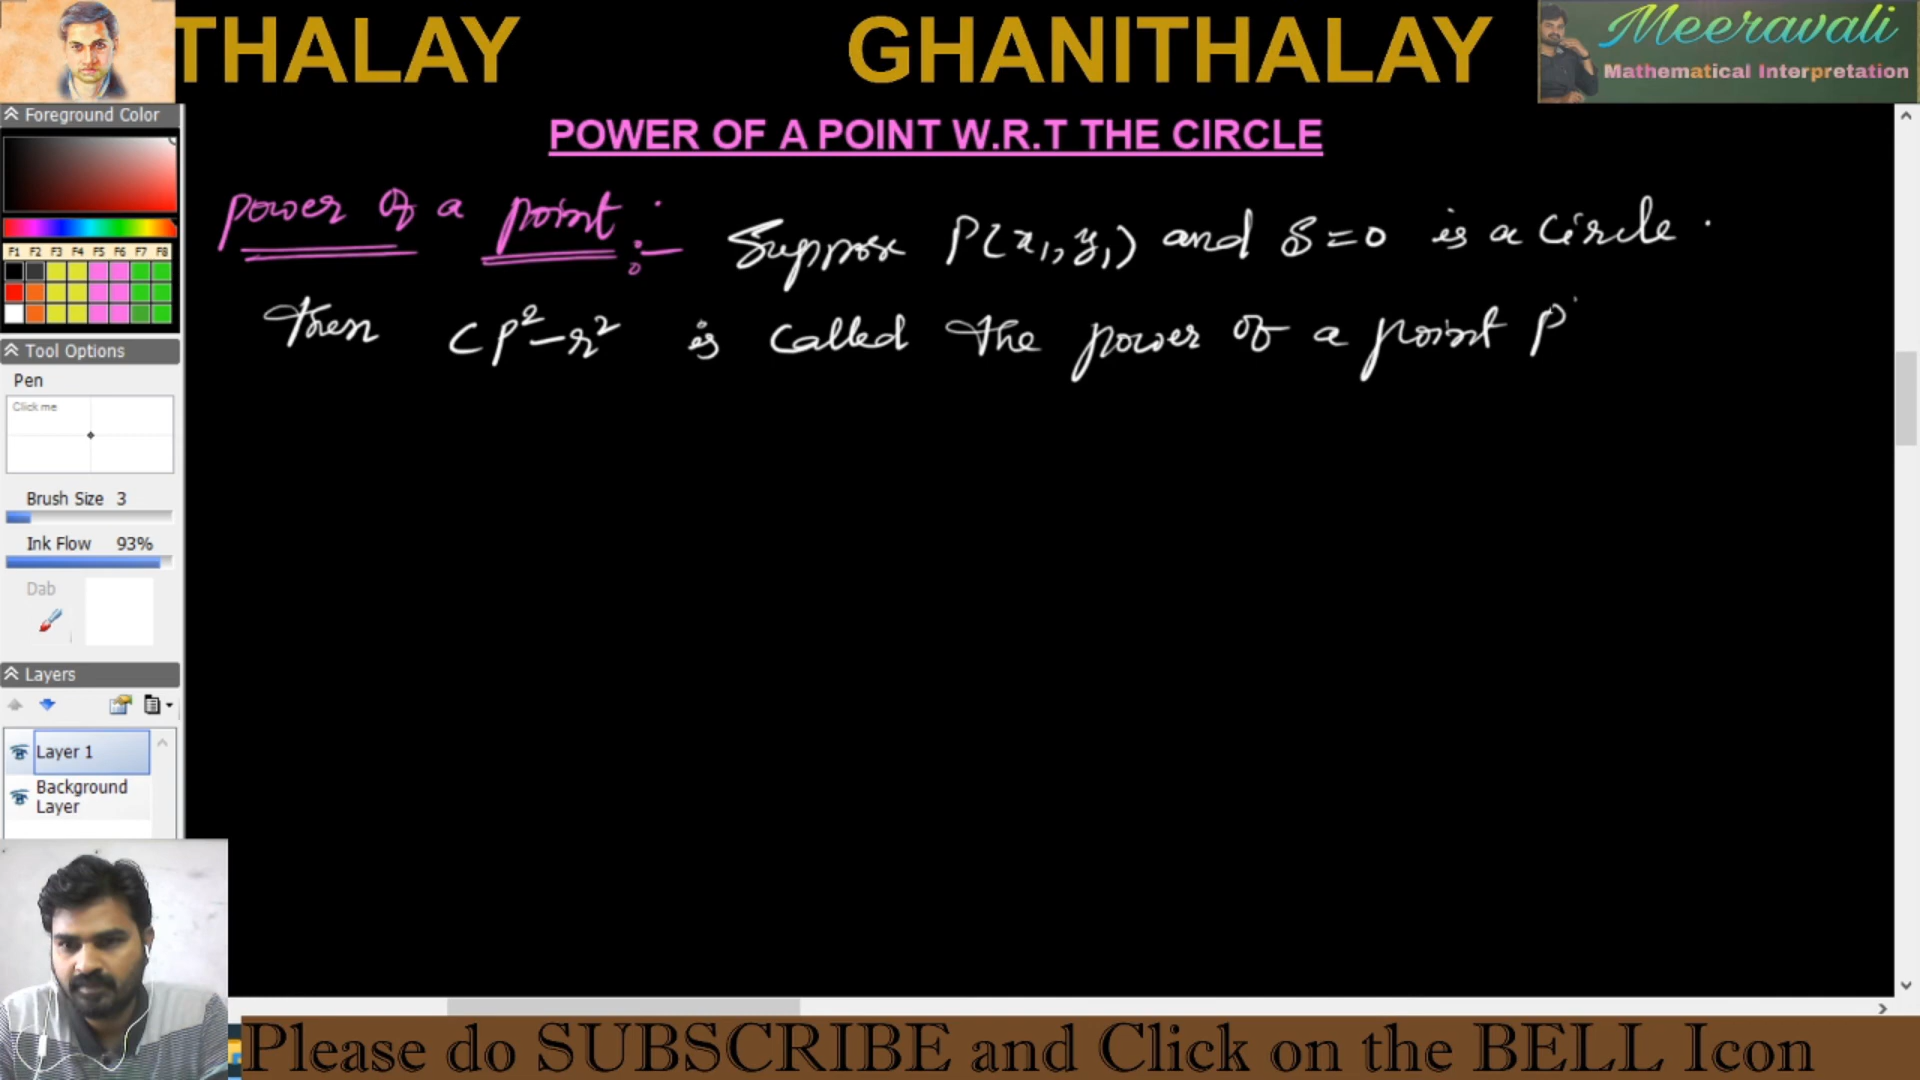 THALAY GHANITHALAY
Meeravali
Mathematical Interpretation
Foreground Color
POWER OF A POINT W.R.T THE CIRCLE
F1 F2 F3 F4 F5 F6 F7 F8
power of a point :- Suppose P(x₁, y₁) and S=0 is a circle.
then CP²-r² is called the power of a point P
Tool Options
Pen
Click me
Brush Size 3
Ink Flow 93%
Dab
Layers
Layer 1
Background
Layer
Please do SUBSCRIBE and Click on the BELL Icon